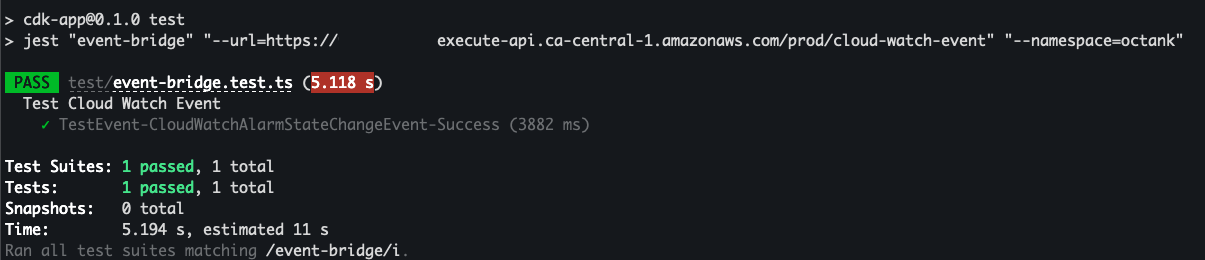 > cdk-app@0.1.0 test
> jest "event-bridge" "--url=https:// execute-api.ca-central-1.amazonaws.com/prod/cloud-watch-event" "--namespace=octank"
PASS test/event-bridge.test.ts (5.118 s)
Test Cloud Watch Event
✓ TestEvent-CloudWatchAlarmStateChangeEvent-Success (3882 ms)
Test Suites: 1 passed, 1 total
Tests: 1 passed, 1 total
Snapshots: 0 total
Time: 5.194 s, estimated 11 s
Ran all test suites matching /event-bridge/i.